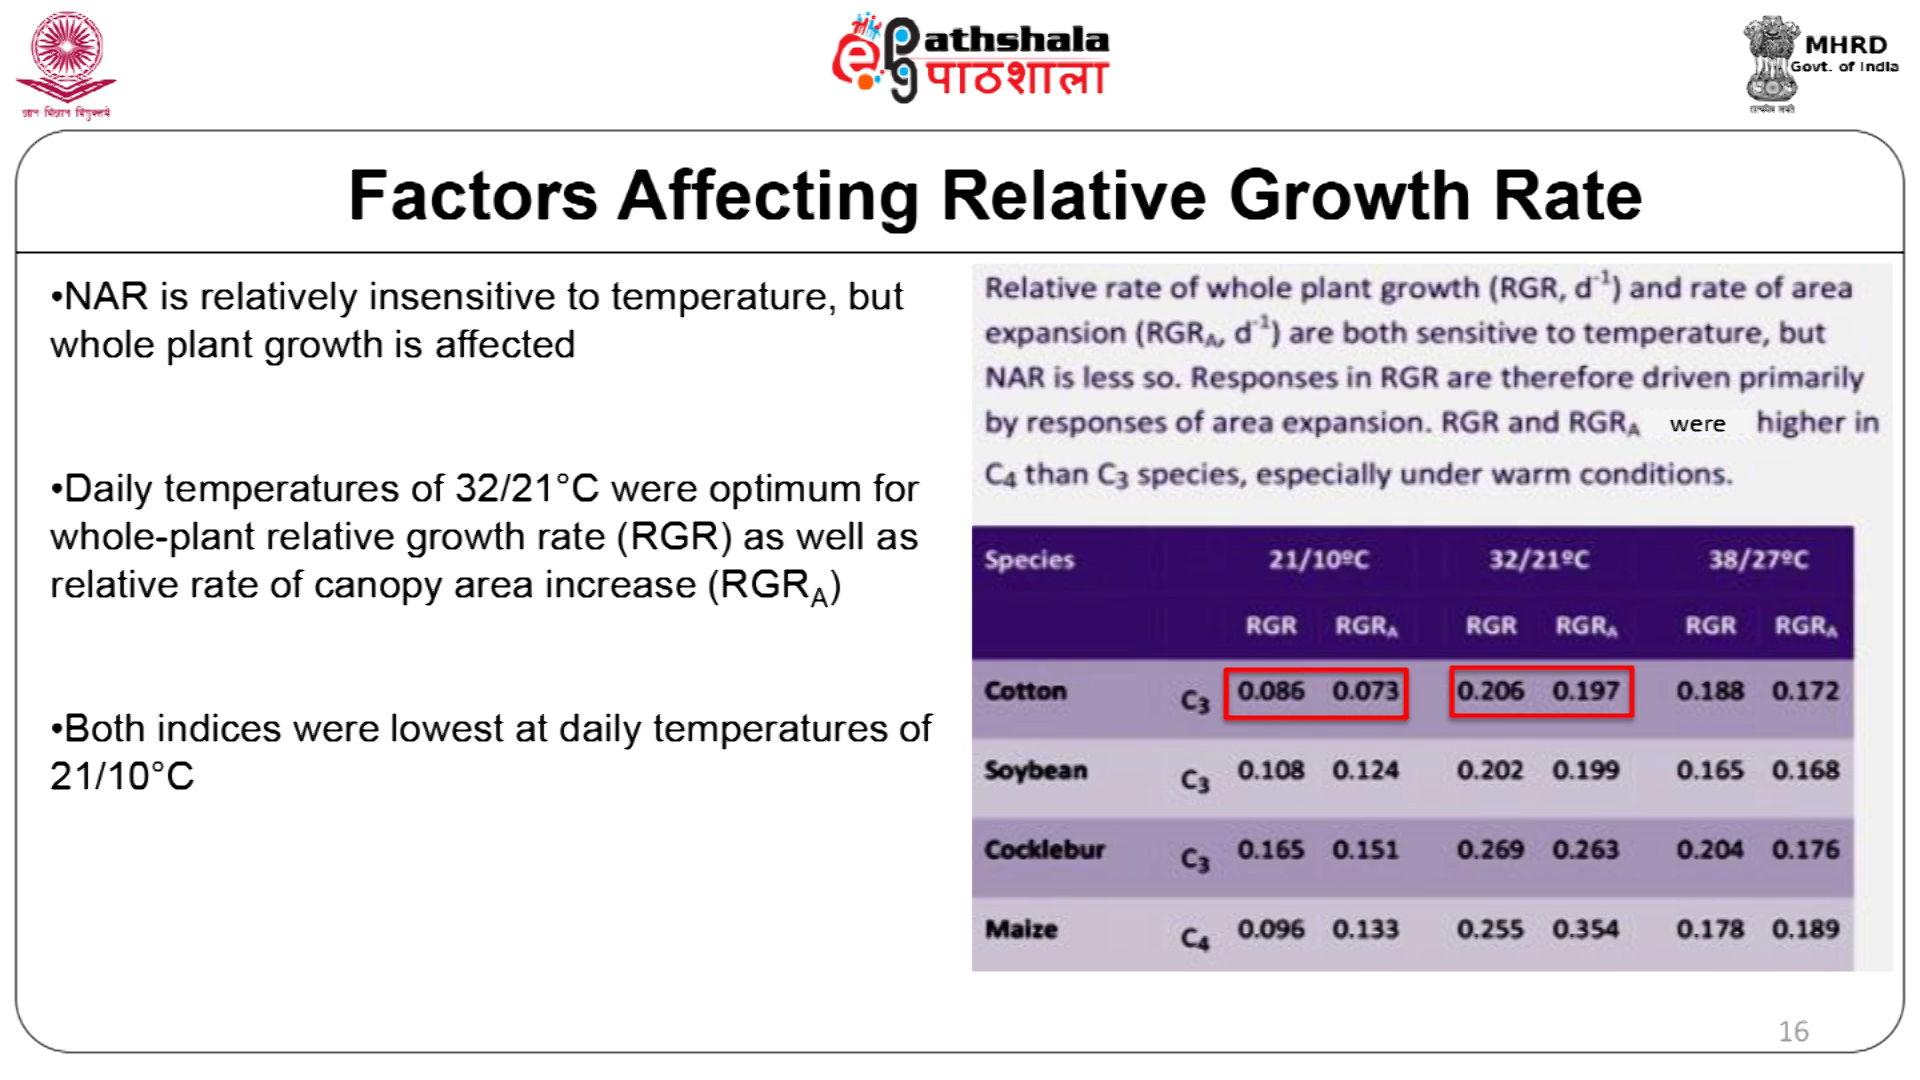 ज्ञान-विज्ञान विमुक्तये
ePathshala
पाठशाला
MHRD
Govt. of India
सत्यमेव जयते
Factors Affecting Relative Growth Rate
•NAR is relatively insensitive to temperature, but
whole plant growth is affected
•Daily temperatures of 32/21°C were optimum for
whole-plant relative growth rate (RGR) as well as
relative rate of canopy area increase (RGRA)
•Both indices were lowest at daily temperatures of
21/10°C
Relative rate of whole plant growth (RGR, d-1) and rate of area
expansion (RGRA, d-1) are both sensitive to temperature, but
NAR is less so. Responses in RGR are therefore driven primarily
by responses of area expansion. RGR and RGRA were higher in
C4 than C3 species, especially under warm conditions.
Species 21/10ºC 32/21ºC 38/27ºC
RGR RGRA RGR RGRA RGR RGRA
Cotton C3 0.086 0.073 0.206 0.197 0.188 0.172
Soybean C3 0.108 0.124 0.202 0.199 0.165 0.168
Cocklebur C3 0.165 0.151 0.269 0.263 0.204 0.176
Maize C4 0.096 0.133 0.255 0.354 0.178 0.189
16